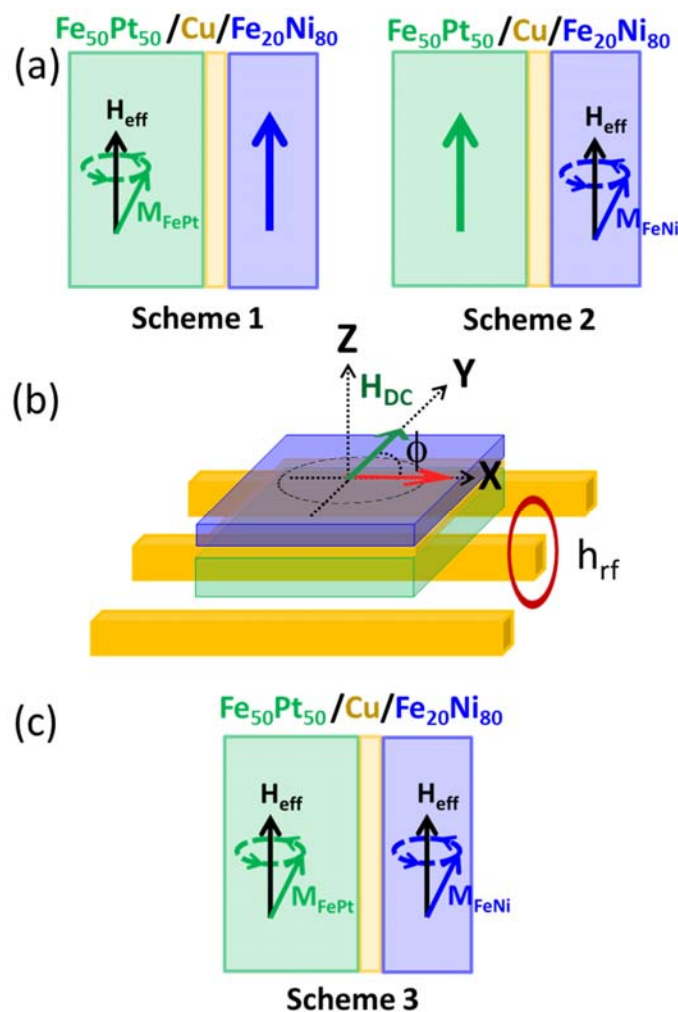 Fe50Pt50 /Cu/Fe20Ni80 Fe50Pt50 /Cu/Fe20Ni80
(a)
Heff Heff
MFePt MFeNi
Scheme 1 Scheme 2
(b)
Z
HDC Y
ϕ
X
hrf
(c)
Fe50Pt50 /Cu/Fe20Ni80
Heff Heff
MFePt MFeNi
Scheme 3